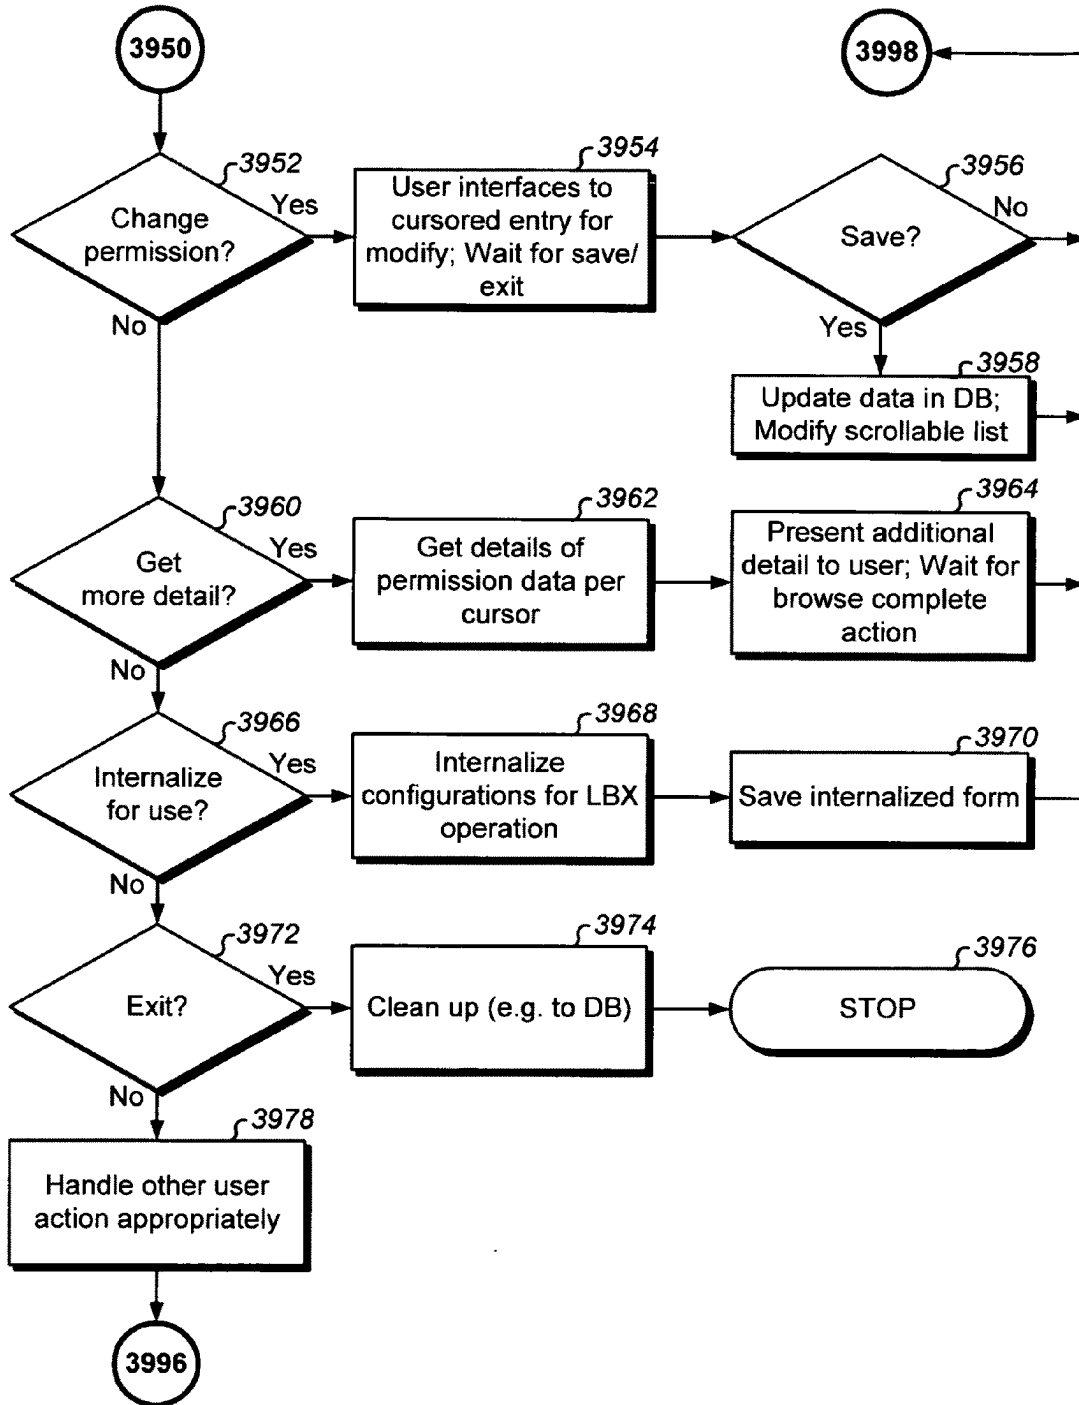 3950
3998
3952
Change
permission?
Yes
No
3954
User interfaces to
cursored entry for
modify; Wait for save/
exit
3956
Save?
No
Yes
3958
Update data in DB;
Modify scrollable list
3960
Get
more detail?
Yes
No
3962
Get details of
permission data per
cursor
3964
Present additional
detail to user; Wait for
browse complete
action
3966
Internalize
for use?
Yes
No
3968
Internalize
configurations for LBX
operation
3970
Save internalized form
3972
Exit?
Yes
No
3974
Clean up (e.g. to DB)
3976
STOP
3978
Handle other user
action appropriately
3996